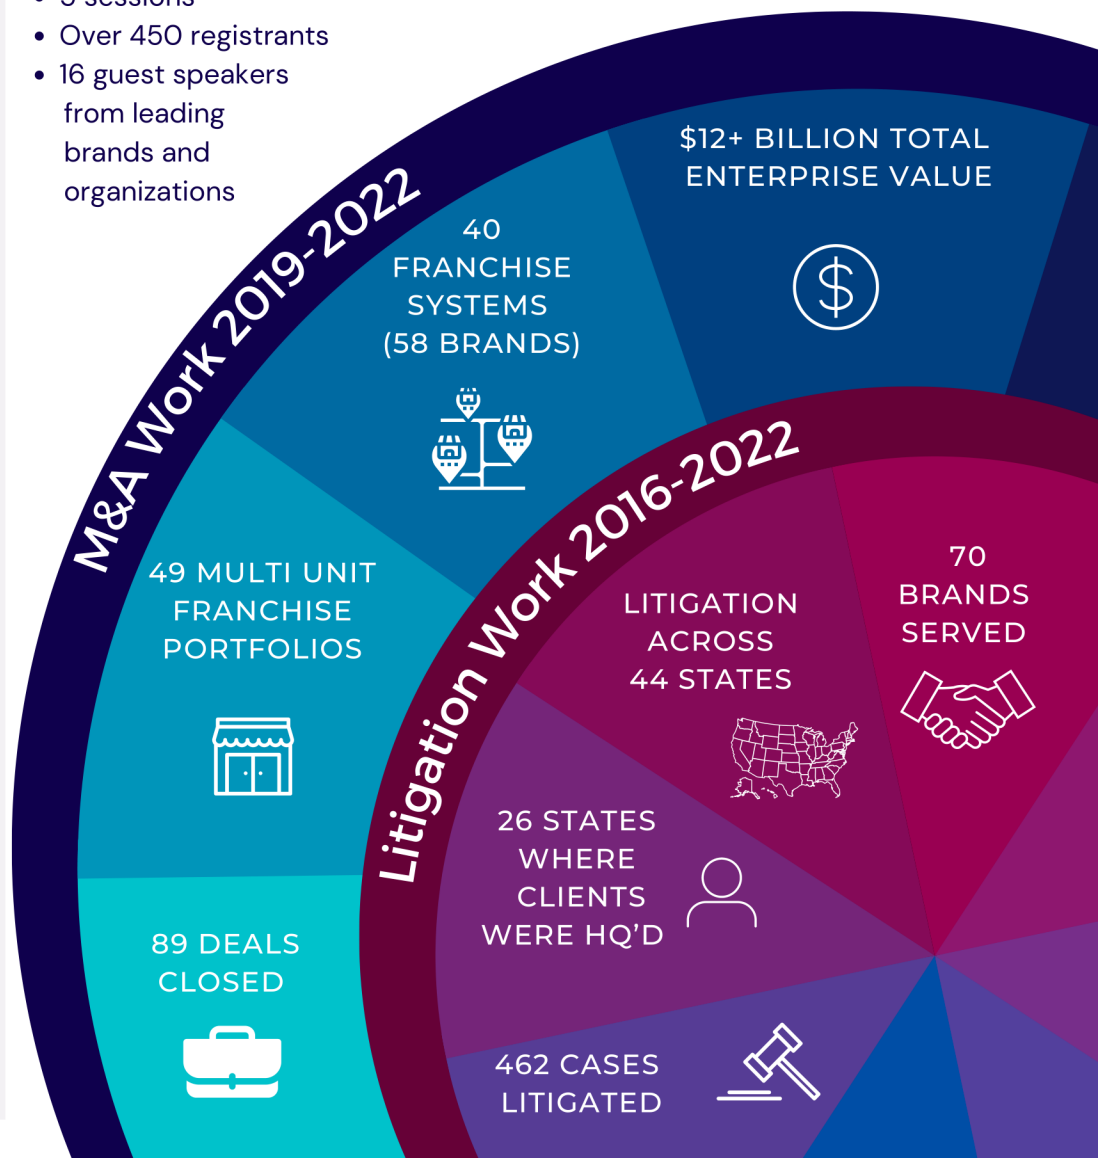 sessions
• Over 450 registrants
• 16 guest speakers
from leading
brands and
organizations
M&A Work 2019-2022
$12+ BILLION TOTAL
ENTERPRISE VALUE
40
FRANCHISE
SYSTEMS
(58 BRANDS)
49 MULTI UNIT
FRANCHISE
PORTFOLIOS
89 DEALS
CLOSED
Litigation Work 2016-2022
70
BRANDS
SERVED
LITIGATION
ACROSS
44 STATES
26 STATES
WHERE
CLIENTS
WERE HQ'D
462 CASES
LITIGATED